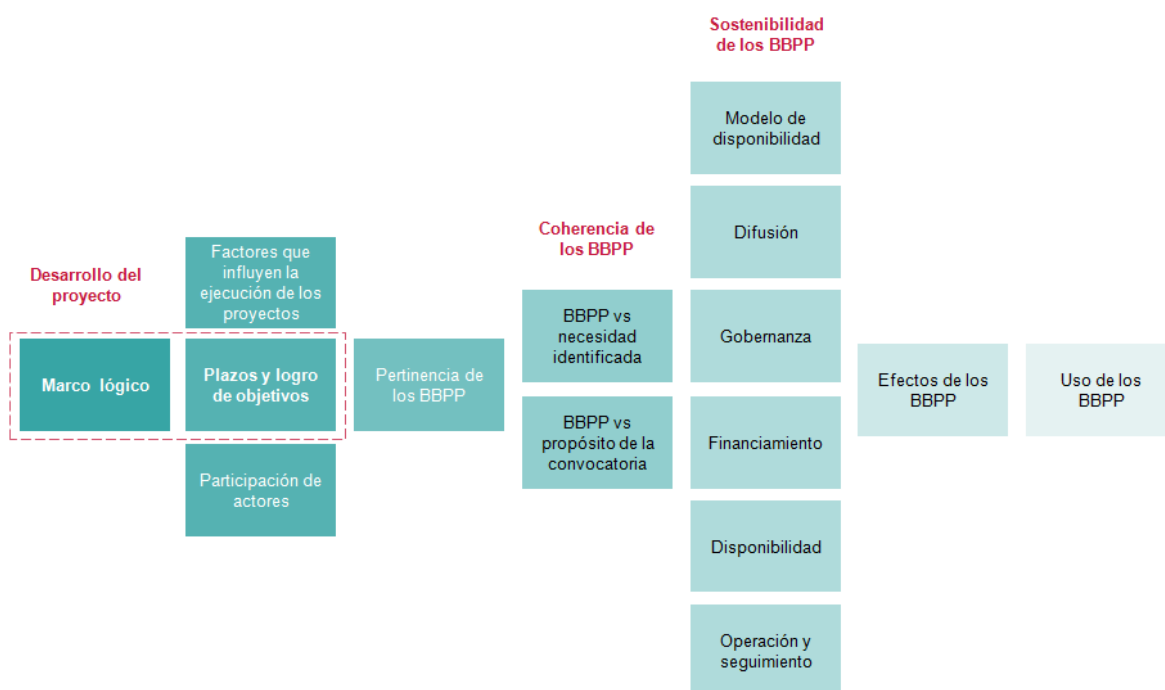 Desarrollo del
proyecto
Marco lógico
Factores que
influyen la
ejecución de los
proyectos
Plazos y logro
de objetivos
Participación de
actores
Pertinencia de
los BBPP
Coherencia de
los BBPP
BBPP vs
necesidad
identificada
BBPP vs
propósito de la
convocatoria
Sostenibilidad
de los BBPP
Modelo de
disponibilidad
Difusión
Gobernanza
Financiamiento
Disponibilidad
Operación y
seguimiento
Efectos de los
BBPP
Uso de los
BBPP